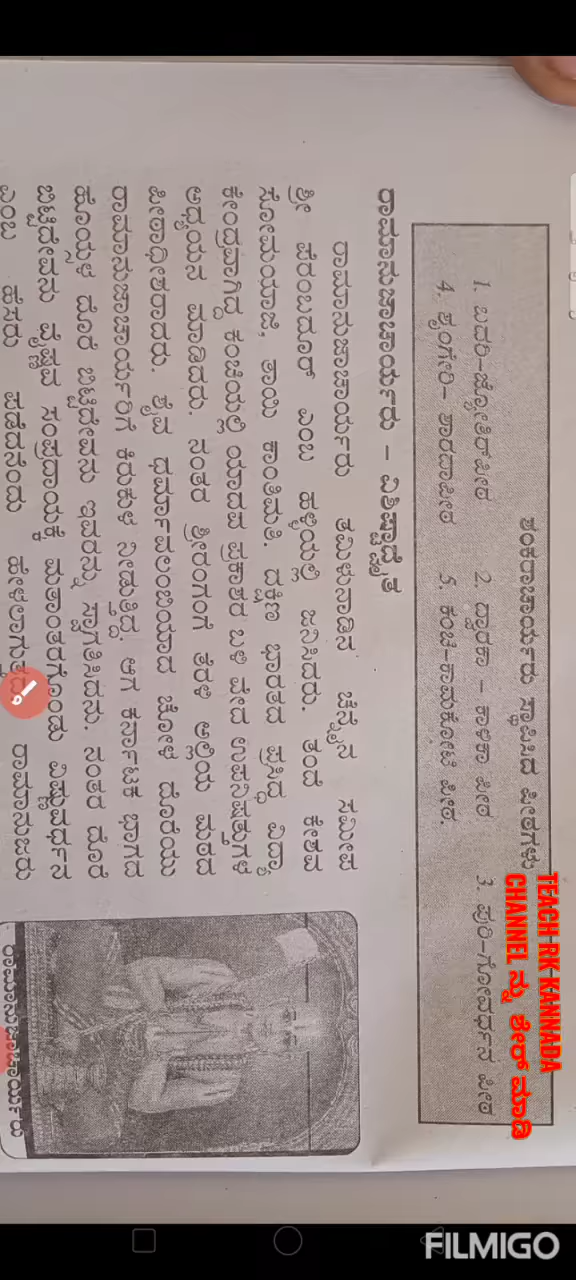 ಶಂಕರಾಚಾರ್ಯರು ಸ್ಥಾಪಿಸಿದ ಪೀಠಗಳು
1. ಬದರಿ-ಜ್ಯೋತಿರ್ ಪೀಠ 2. ದ್ವಾರಕಾ - ಕಾಳಿಕಾ ಪೀಠ 3. ಪುರಿ-ಗೋವರ್ಧನ ಪೀಠ
4. ಶೃಂಗೇರಿ- ಶಾರದಾಪೀಠ 5. ಕಂಚಿ-ಕಾಮಕೋಟಿ ಪೀಠ.
ರಾಮಾನುಜಾಚಾರ್ಯರು - ವಿಶಿಷ್ಟಾದ್ವೈತ
ರಾಮಾನುಜಾಚಾರ್ಯರು ತಮಿಳುನಾಡಿನ ಚೆನ್ನೈನ ಸಮೀಪ
ಶ್ರೀ ಪೆರಂಬದೂರ್ ಎಂಬ ಹಳ್ಳಿಯಲ್ಲಿ ಜನಿಸಿದರು. ತಂದೆ ಕೇಶವ
ಸೋಮಯಾಜಿ, ತಾಯಿ ಕಾಂತಿಮತಿ. ದಕ್ಷಿಣ ಭಾರತದ ಪ್ರಸಿದ್ಧ ವಿದ್ಯಾ
ಕೇಂದ್ರವಾಗಿದ್ದ ಕಂಚಿಯಲ್ಲಿ ಯಾದವ ಪ್ರಕಾಶರ ಬಳಿ ವೇದ ಉಪನಿಷತ್ತುಗಳ
ಅಧ್ಯಯನ ಮಾಡಿದರು. ನಂತರ ಶ್ರೀರಂಗಂಗೆ ತೆರಳಿ ಅಲ್ಲಿಯ ಮಠದ
ಪೀಠಾಧೀಶರಾದರು. ಶೈವ ಧರ್ಮಾವಲಂಬಿಯಾದ ಚೋಳ ದೊರೆಯು
ರಾಮಾನುಜಾಚಾರ್ಯರಿಗೆ ಕಿರುಕುಳ ನೀಡುತ್ತಿದ್ದ. ಆಗ ಕರ್ನಾಟಕ ಭಾಗದ
ಹೊಯ್ಸಳ ದೊರೆ ಬಿಟ್ಟಿದೇವನು ಇವರನ್ನು ಸ್ವಾಗತಿಸಿದನು. ನಂತರ ದೊರೆ
ಬಿಟ್ಟಿದೇವನು ವೈಷ್ಣವ ಸಂಪ್ರದಾಯಕ್ಕೆ ಮತಾಂತರಗೊಂಡು ವಿಷ್ಣುವರ್ಧನ
ಎಂಬ ಹೆಸರು ಪಡೆದನೆಂದು ರಾಮಾನುಜರು
ರಾಮಾನುಜಾಚಾರ್ಯರು
TEACH RK KANNADA
CHANNEL ನ್ನು ಶೇರ್ ಮಾಡಿ
FILMIGO